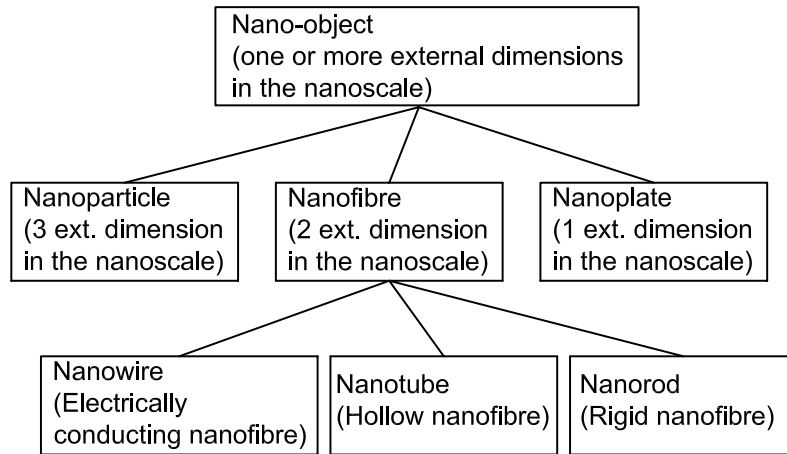 Nano-object
(one or more external dimensions
in the nanoscale)
Nanoparticle
(3 ext. dimension
in the nanoscale)
Nanofibre
(2 ext. dimension
in the nanoscale)
Nanoplate
(1 ext. dimension
in the nanoscale)
Nanowire
(Electrically
conducting nanofibre)
Nanotube
(Hollow nanofibre)
Nanorod
(Rigid nanofibre)